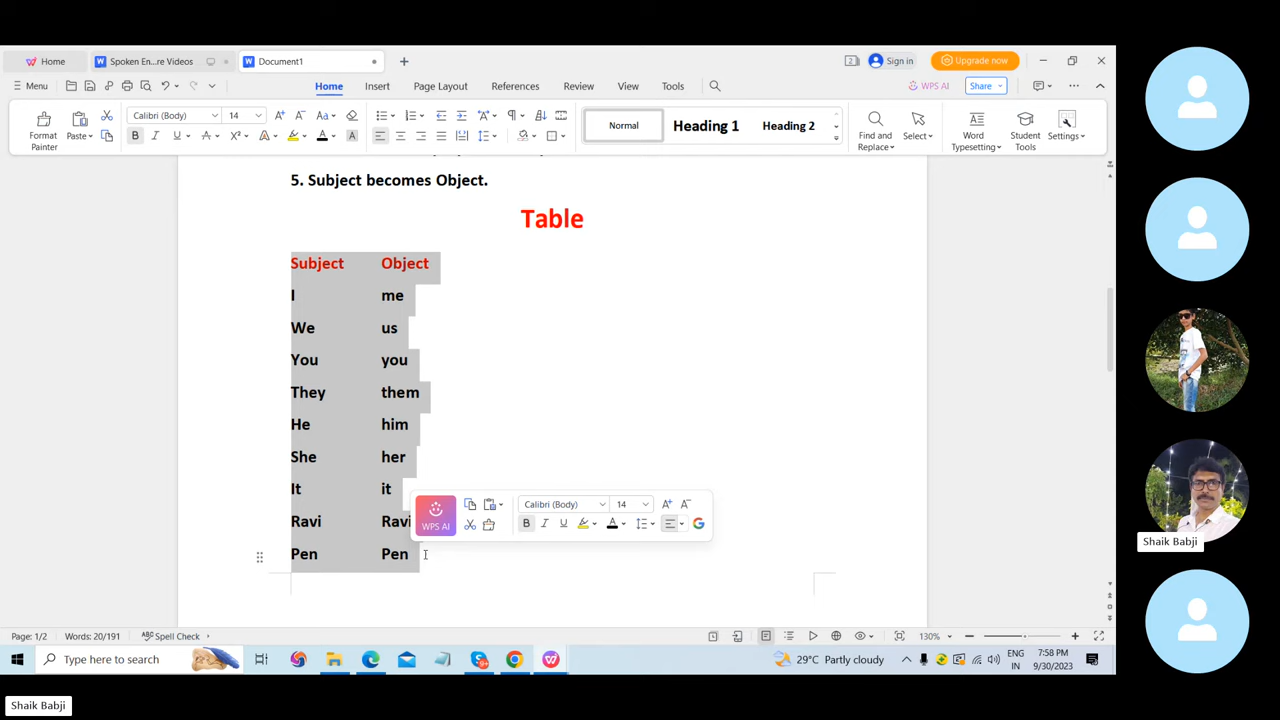 Home
Spoken En...re Videos
Document1
Sign in
Upgrade now
Menu
Home
Insert
Page Layout
References
Review
View
Tools
WPS AI
Share
Format Painter
Paste
Calibri (Body)
14
Normal
Heading 1
Heading 2
Find and Replace
Select
Word Typesetting
Student Tools
Settings
5. Subject becomes Object.
Table
Subject Object
I me
We us
You you
They them
He him
She her
It it
Ravi Ravi
Pen Pen
WPS AI
Calibri (Body) 14
Page: 1/2
Words: 20/191
Spell Check
130%
Type here to search
29°C Partly cloudy
ENG
IN
7:58 PM
9/30/2023
Shaik Babji
Shaik Babji